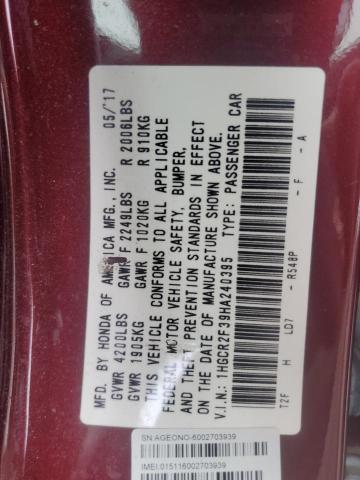 MFD. BY HONDA OF AMERICA MFG., INC. 05/'17
GVWR 4200LBS GAWR F 2249LBS R 2006LBS
GVWR 1905KG GAWR F 1020KG R 910KG
THIS VEHICLE CONFORMS TO ALL APPLICABLE
FEDERAL MOTOR VEHICLE SAFETY, BUMPER,
AND THEFT PREVENTION STANDARDS IN EFFECT
ON THE DATE OF MANUFACTURE SHOWN ABOVE.
V.I.N.: 1HGCR2F39HA240395 TYPE: PASSENGER CAR
T2F H LD7 - R548P - F - A
SN:AGEONO-6002703939
IMEI:015116002703939